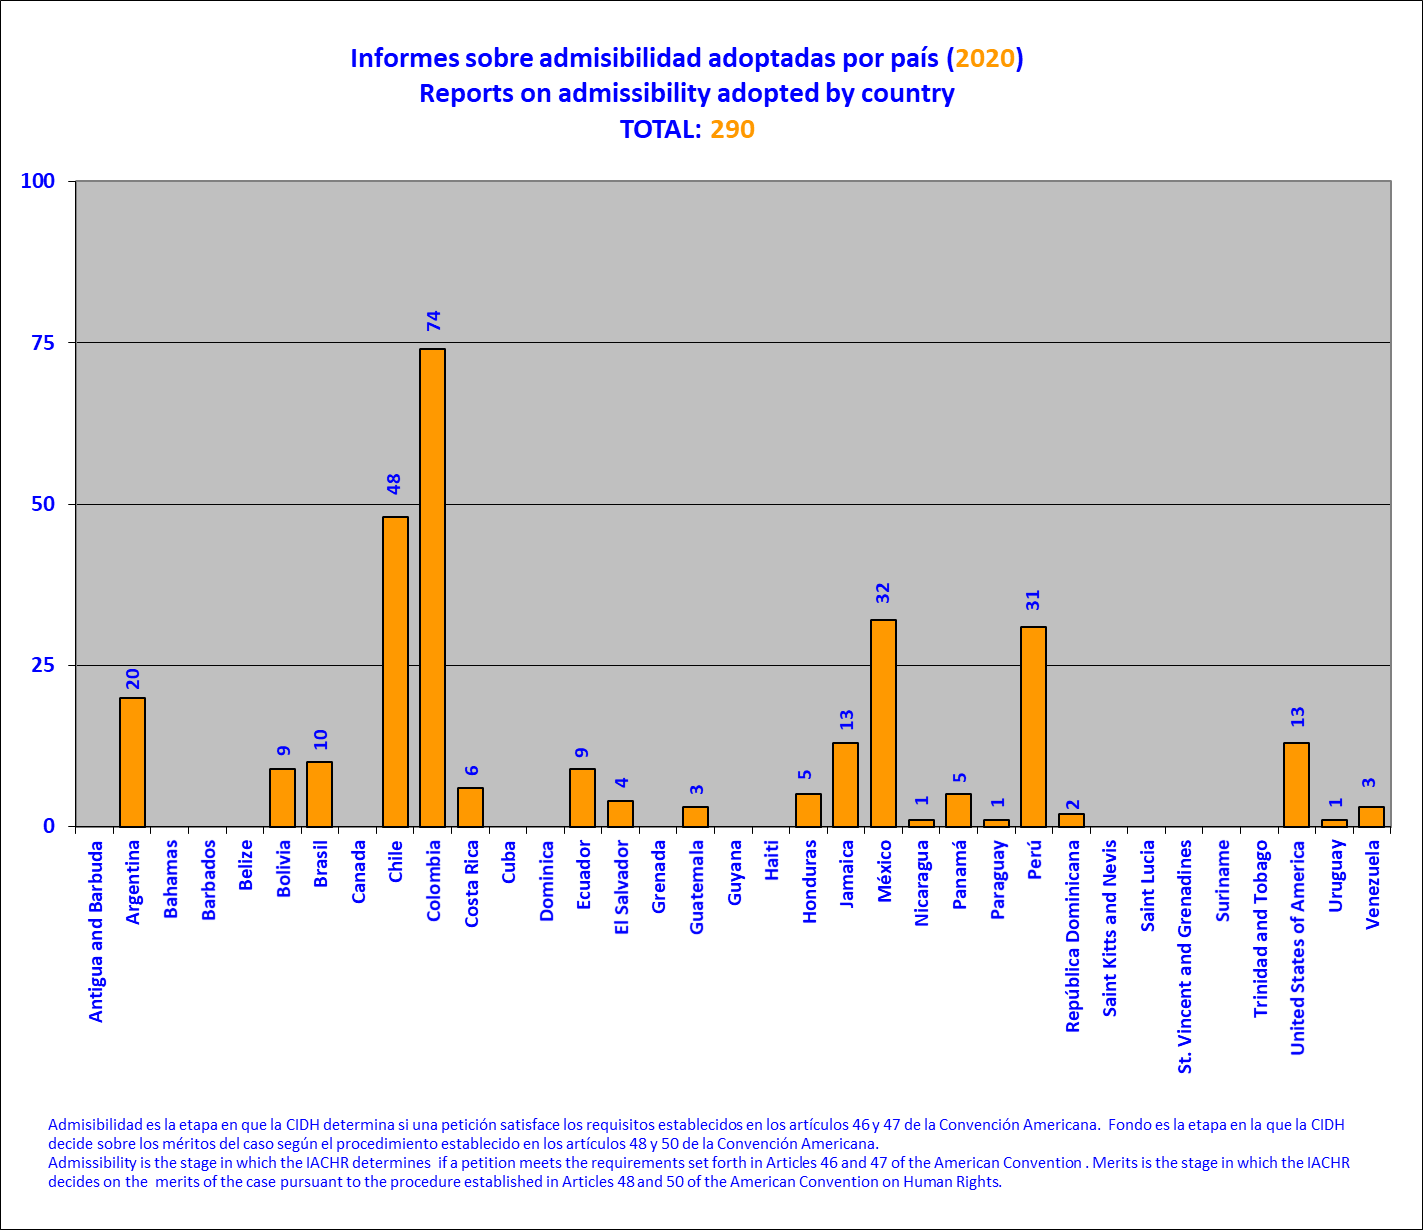 Informes sobre admisibilidad adoptadas por país (2020)
Reports on admissibility adopted by country
TOTAL: 290
100
75
50
25
0
20
9
10
48
74
6
9
4
3
5
13
32
1
5
1
31
2
13
1
3
Antigua and Barbuda
Argentina
Bahamas
Barbados
Belize
Bolivia
Brasil
Canada
Chile
Colombia
Costa Rica
Cuba
Dominica
Ecuador
El Salvador
Grenada
Guatemala
Guyana
Haiti
Honduras
Jamaica
México
Nicaragua
Panamá
Paraguay
Perú
República Dominicana
Saint Kitts and Nevis
Saint Lucia
St. Vincent and Grenadines
Suriname
Trinidad and Tobago
United States of America
Uruguay
Venezuela
Admisibilidad es la etapa en que la CIDH determina si una petición satisface los requisitos establecidos en los artículos 46 y 47 de la Convención Americana. Fondo es la etapa en la que la CIDH
decide sobre los méritos del caso según el procedimiento establecido en los artículos 48 y 50 de la Convención Americana.
Admissibility is the stage in which the IACHR determines if a petition meets the requirements set forth in Articles 46 and 47 of the American Convention . Merits is the stage in which the IACHR
decides on the merits of the case pursuant to the procedure established in Articles 48 and 50 of the American Convention on Human Rights.